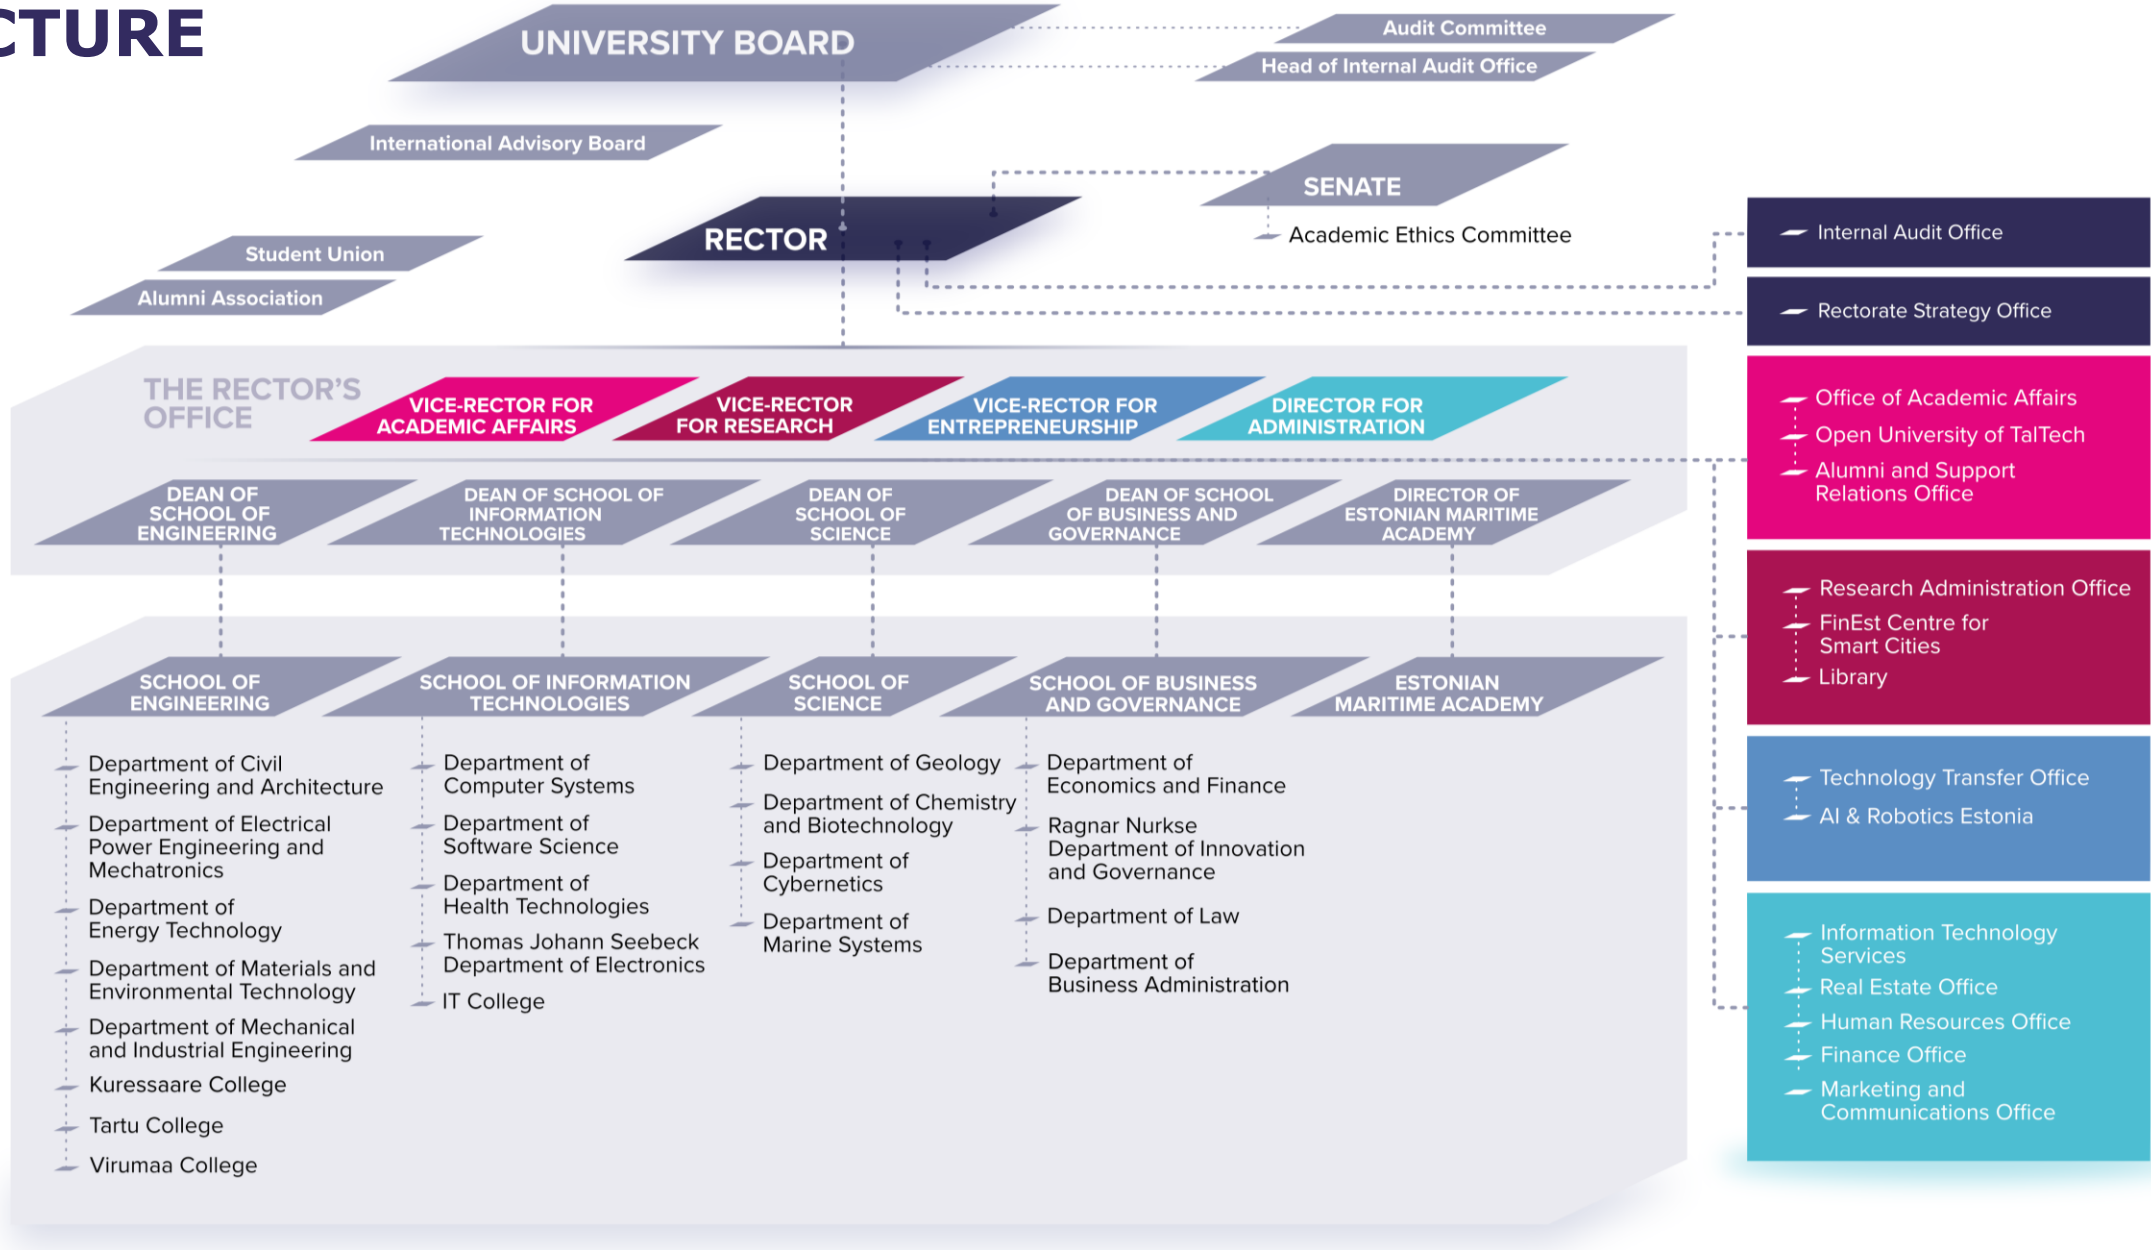 CTURE
UNIVERSITY BOARD
Audit Committee
Head of Internal Audit Office
International Advisory Board
SENATE
Academic Ethics Committee
RECTOR
Student Union
Alumni Association
Internal Audit Office
Rectorate Strategy Office
THE RECTOR'S
OFFICE
VICE-RECTOR FOR
ACADEMIC AFFAIRS
VICE-RECTOR
FOR RESEARCH
VICE-RECTOR FOR
ENTREPRENEURSHIP
DIRECTOR FOR
ADMINISTRATION
DEAN OF
SCHOOL OF
ENGINEERING
DEAN OF SCHOOL OF
INFORMATION
TECHNOLOGIES
DEAN OF
SCHOOL OF
SCIENCE
DEAN OF SCHOOL
OF BUSINESS AND
GOVERNANCE
DIRECTOR OF
ESTONIAN MARITIME
ACADEMY
SCHOOL OF
ENGINEERING
Department of Civil
Engineering and Architecture
Department of Electrical
Power Engineering and
Mechatronics
Department of
Energy Technology
Department of Materials and
Environmental Technology
Department of Mechanical
and Industrial Engineering
Kuressaare College
Tartu College
Virumaa College
SCHOOL OF INFORMATION
TECHNOLOGIES
Department of
Computer Systems
Department of
Software Science
Department of
Health Technologies
Thomas Johann Seebeck
Department of Electronics
IT College
SCHOOL OF
SCIENCE
Department of Geology
Department of Chemistry
and Biotechnology
Department of
Cybernetics
Department of
Marine Systems
SCHOOL OF BUSINESS
AND GOVERNANCE
Department of
Economics and Finance
Ragnar Nurkse
Department of Innovation
and Governance
Department of Law
Department of
Business Administration
ESTONIAN
MARITIME ACADEMY
Office of Academic Affairs
Open University of TalTech
Alumni and Support
Relations Office
Research Administration Office
FinEst Centre for
Smart Cities
Library
Technology Transfer Office
AI & Robotics Estonia
Information Technology
Services
Real Estate Office
Human Resources Office
Finance Office
Marketing and
Communications Office